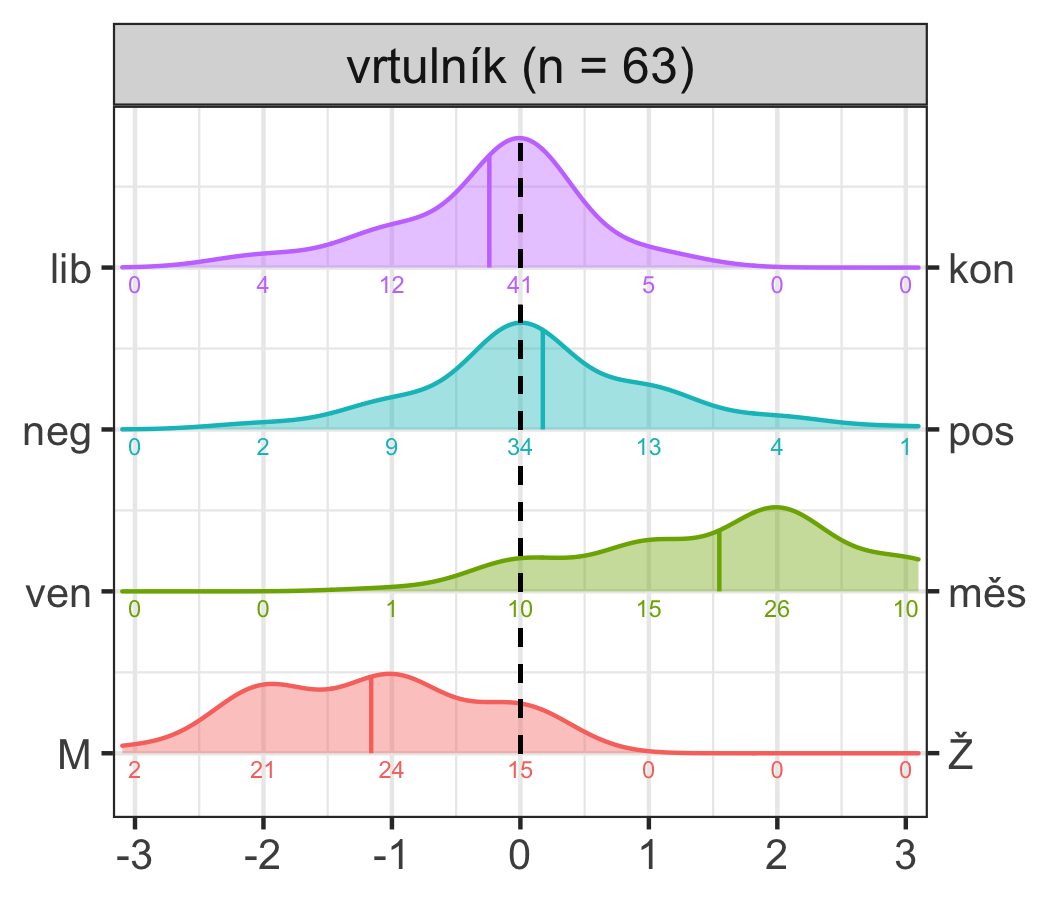 vrtulník (n = 63)
lib kon
0 4 12 41 5 0 0
neg pos
0 2 9 34 13 4 1
ven měs
0 0 1 10 15 26 10
M Ž
2 21 24 15 0 0 0
-3 -2 -1 0 1 2 3